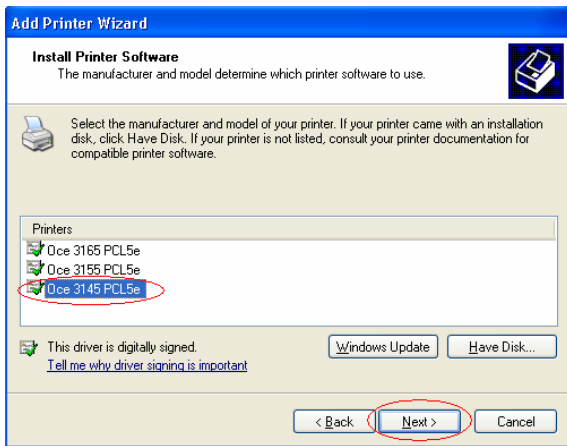 Add Printer Wizard
Install Printer Software
The manufacturer and model determine which printer software to use.
Select the manufacturer and model of your printer. If your printer came with an installation
disk, click Have Disk. If your printer is not listed, consult your printer documentation for
compatible printer software.
Printers
Oce 3165 PCL5e
Oce 3155 PCL5e
Oce 3145 PCL5e
This driver is digitally signed.
Tell me why driver signing is important
Windows Update
Have Disk...
< Back
Next >
Cancel